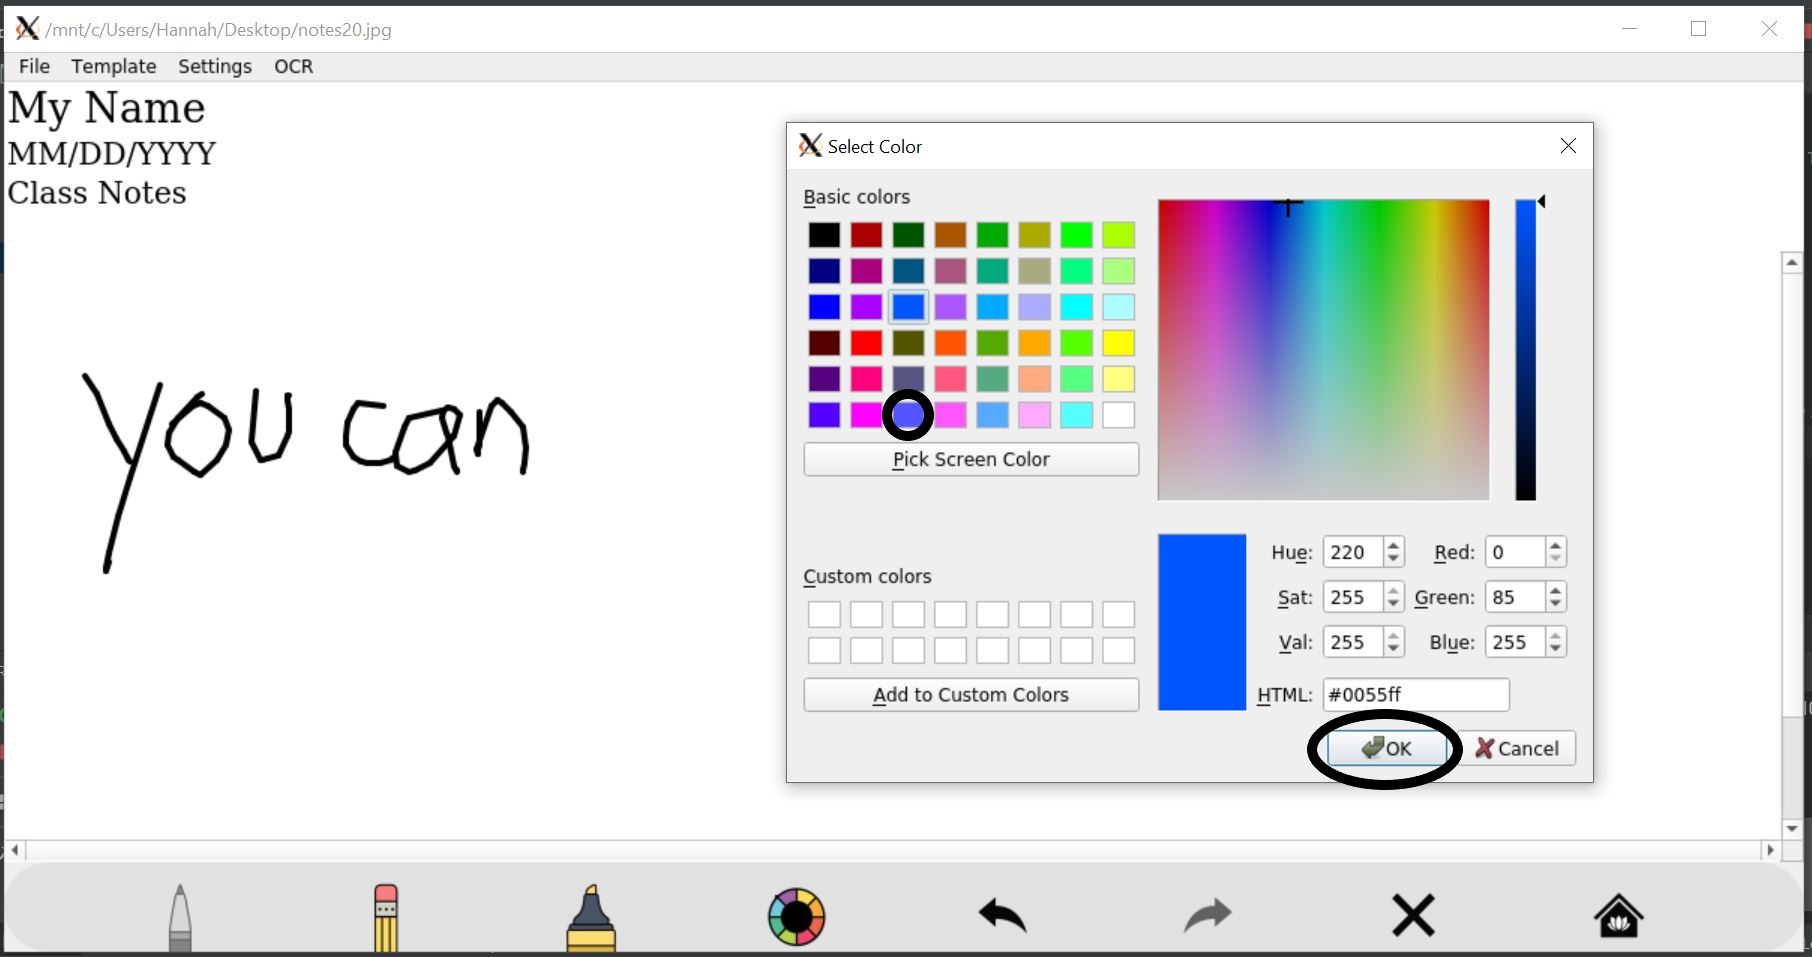 /mnt/c/Users/Hannah/Desktop/notes20.jpg
File Template Settings OCR
My Name
MM/DD/YYYY
Class Notes
you can
Select Color
Basic colors
Pick Screen Color
Custom colors
Add to Custom Colors
Hue: 220 Red: 0
Sat: 255 Green: 85
Val: 255 Blue: 255
HTML: #0055ff
OK Cancel